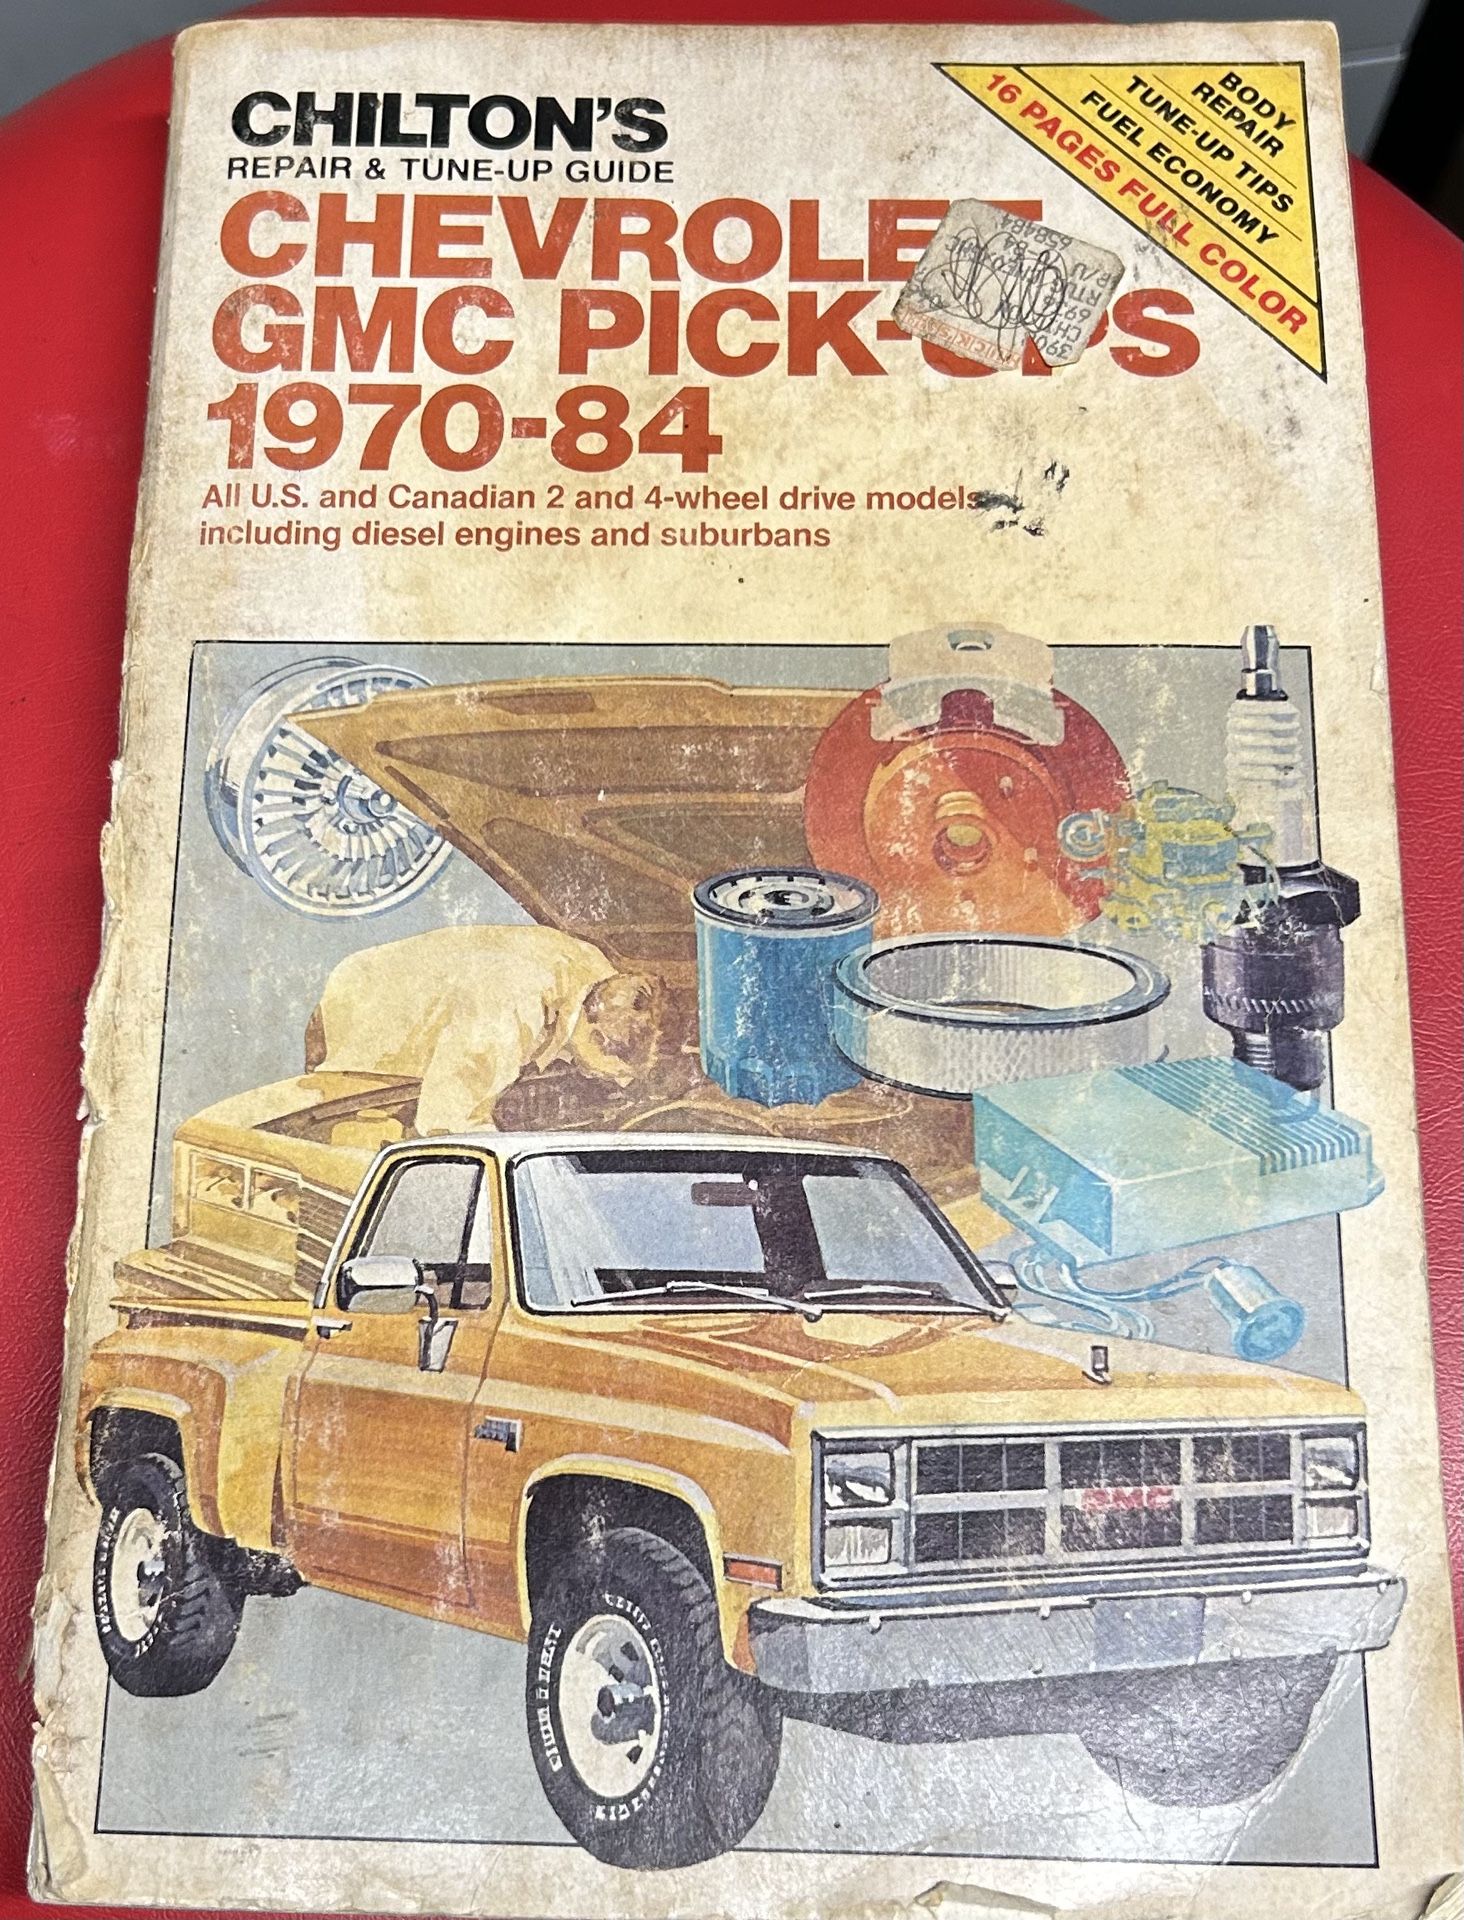 CHILTON'S
REPAIR & TUNE-UP GUIDE
CHEVROLET
GMC PICK-UPS
1970-84
All U.S. and Canadian 2 and 4-wheel drive models
including diesel engines and suburbans
BODY
REPAIR
TUNE-UP TIPS
FUEL ECONOMY
16 PAGES FULL COLOR
658484
GMC